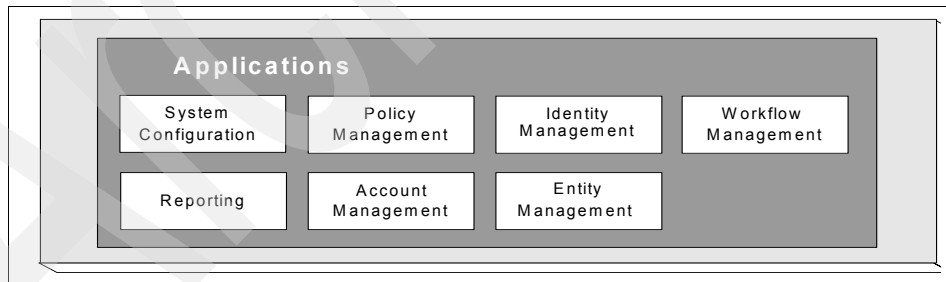 Applications
System
Configuration
Policy
Management
Identity
Management
Workflow
Management
Reporting
Account
Management
Entity
Management